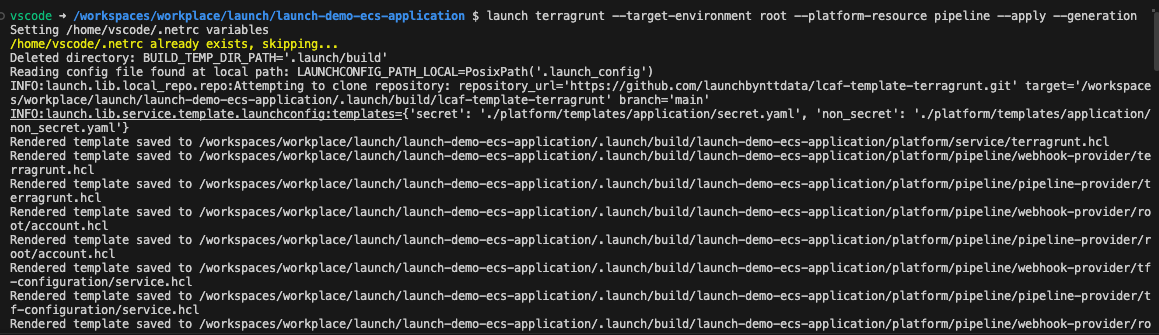 vscode → /workspaces/workplace/launch/launch-demo-ecs-application $ launch terragrunt --target-environment root --platform-resource pipeline --apply --generation
Setting /home/vscode/.netrc variables
/home/vscode/.netrc already exists, skipping...
Deleted directory: BUILD_TEMP_DIR_PATH='.launch/build'
Reading config file found at local path: LAUNCHCONFIG_PATH_LOCAL=PosixPath('.launch_config')
INFO:launch.lib.local_repo.repo:Attempting to clone repository: repository_url='https://github.com/launchbynttdata/lcaf-template-terragrunt.git' target='/workspace
s/workplace/launch/launch-demo-ecs-application/.launch/build/lcaf-template-terragrunt' branch='main'
INFO:launch.lib.service.template.launchconfig:templates={'secret': './platform/templates/application/secret.yaml', 'non_secret': './platform/templates/application/
non_secret.yaml'}
Rendered template saved to /workspaces/workplace/launch/launch-demo-ecs-application/.launch/build/launch-demo-ecs-application/platform/service/terragrunt.hcl
Rendered template saved to /workspaces/workplace/launch/launch-demo-ecs-application/.launch/build/launch-demo-ecs-application/platform/pipeline/webhook-provider/te
rragrunt.hcl
Rendered template saved to /workspaces/workplace/launch/launch-demo-ecs-application/.launch/build/launch-demo-ecs-application/platform/pipeline/pipeline-provider/t
erragrunt.hcl
Rendered template saved to /workspaces/workplace/launch/launch-demo-ecs-application/.launch/build/launch-demo-ecs-application/platform/pipeline/webhook-provider/ro
ot/account.hcl
Rendered template saved to /workspaces/workplace/launch/launch-demo-ecs-application/.launch/build/launch-demo-ecs-application/platform/pipeline/pipeline-provider/r
oot/account.hcl
Rendered template saved to /workspaces/workplace/launch/launch-demo-ecs-application/.launch/build/launch-demo-ecs-application/platform/pipeline/webhook-provider/tf
-configuration/service.hcl
Rendered template saved to /workspaces/workplace/launch/launch-demo-ecs-application/.launch/build/launch-demo-ecs-application/platform/pipeline/pipeline-provider/t
f-configuration/service.hcl
Rendered template saved to /workspaces/workplace/launch/launch-demo-ecs-application/.launch/build/launch-demo-ecs-application/platform/pipeline/webhook-provider/ro